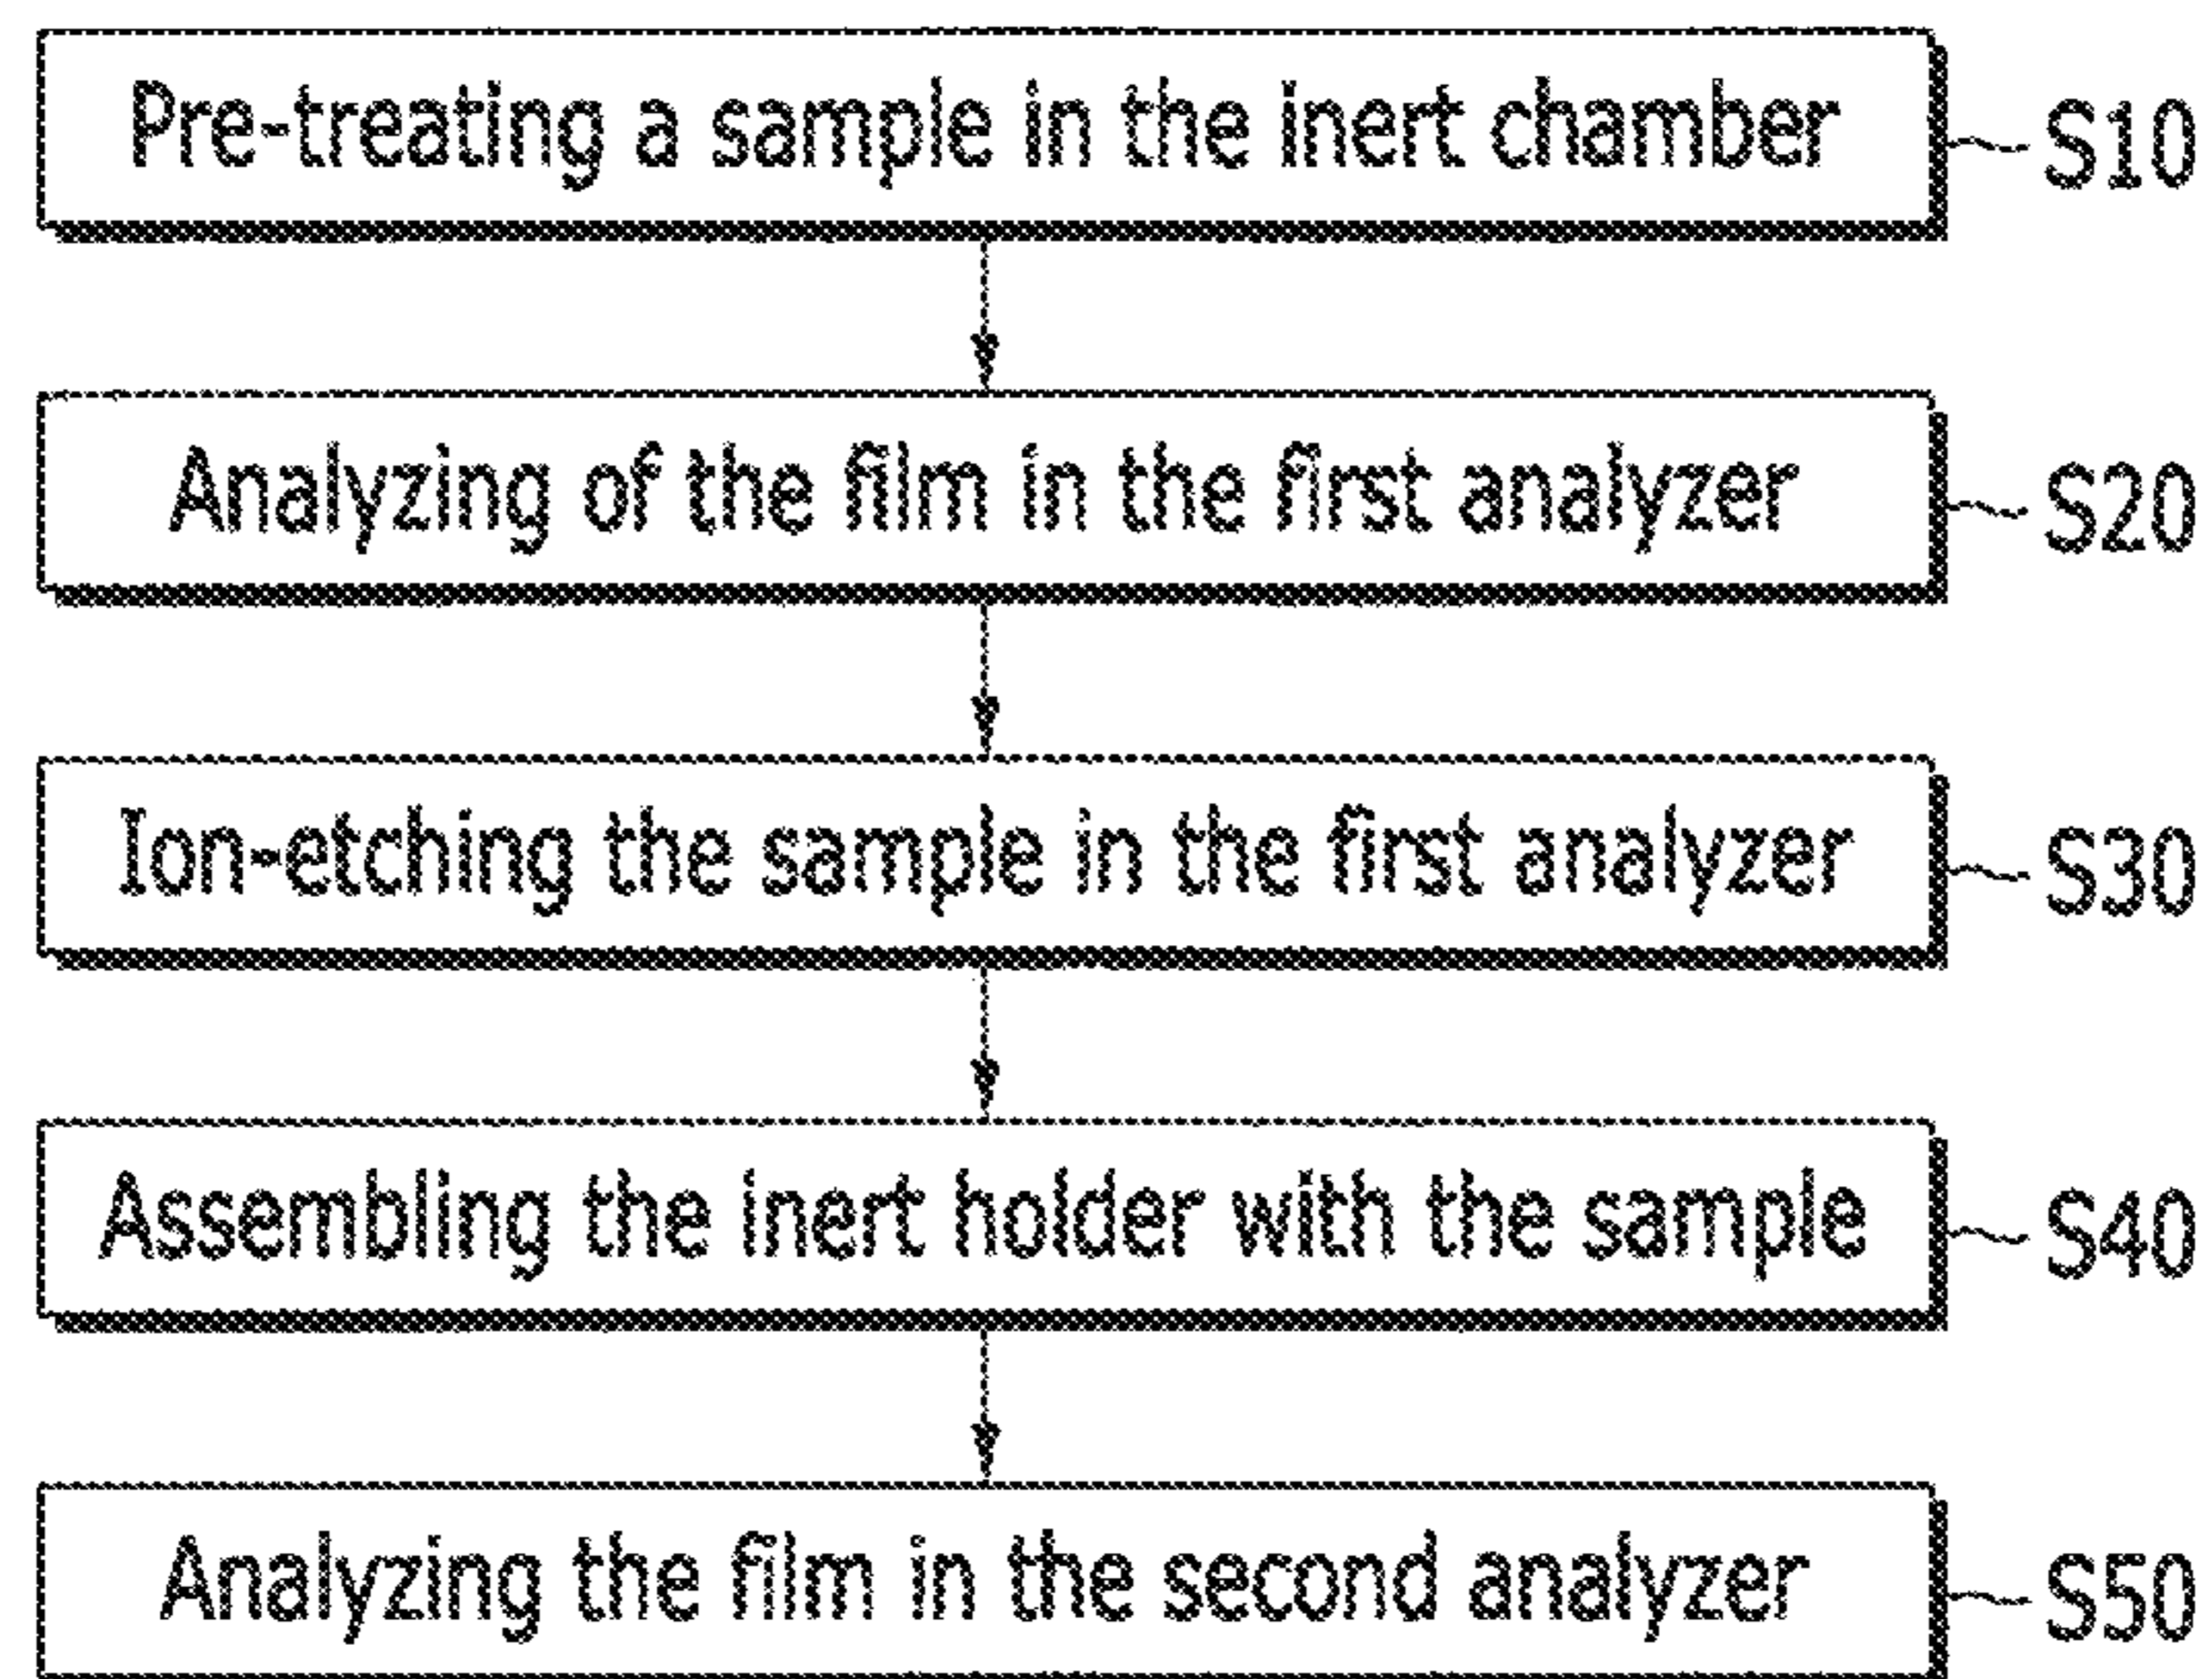 Pre-treating a sample in the inert chamber S10
Analyzing of the film in the first analyzer S20
Ion-etching the sample in the first analyzer S30
Assembling the inert holder with the sample S40
Analyzing the film in the second analyzer S50